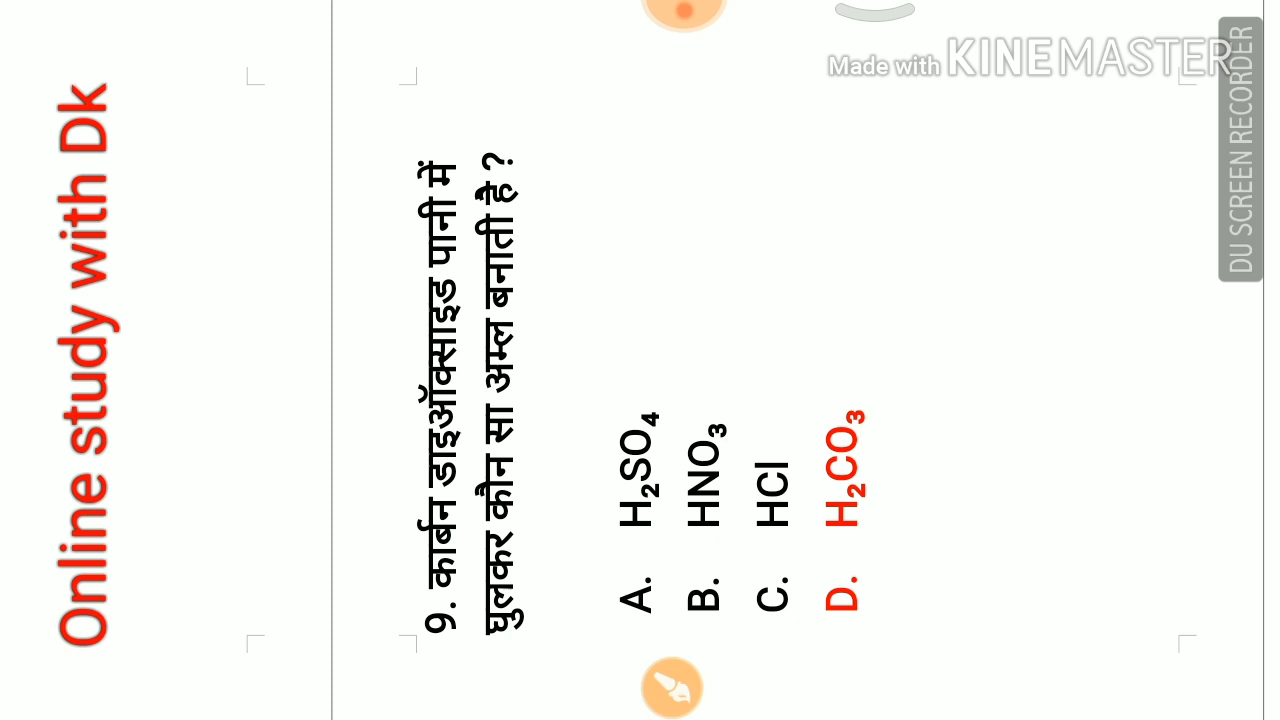 Online study with Dk
9. कार्बन डाइऑक्साइड पानी में
घुलकर कौन सा अम्ल बनाती है ?
A. H₂SO₄
B. HNO₃
C. HCl
D. H₂CO₃
Made with KINEMASTER
DU SCREEN RECORDER